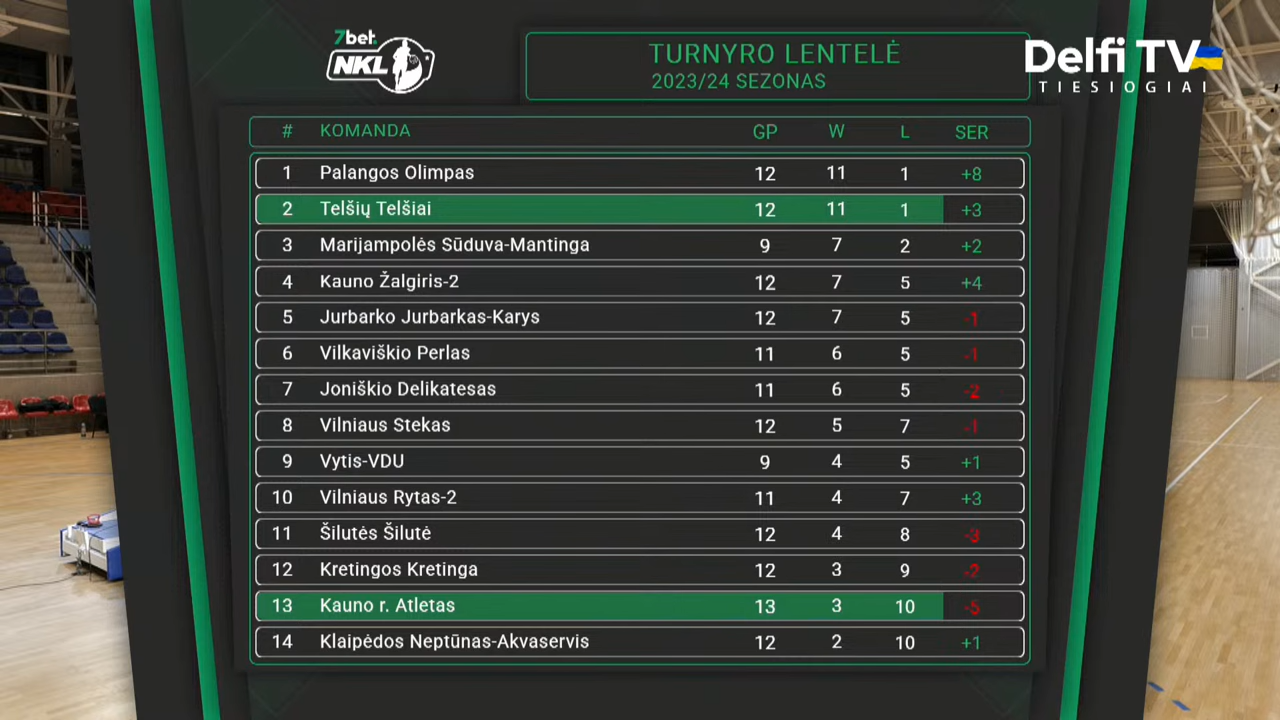 7bet.
NKL
TURNYRO LENTELĖ
2023/24 SEZONAS
Delfi TV
TIESIOGIAI
# KOMANDA GP W L SER
1 Palangos Olimpas 12 11 1 +8
2 Telšių Telšiai 12 11 1 +3
3 Marijampolės Sūduva-Mantinga 9 7 2 +2
4 Kauno Žalgiris-2 12 7 5 +4
5 Jurbarko Jurbarkas-Karys 12 7 5 -1
6 Vilkaviškio Perlas 11 6 5 -1
7 Joniškio Delikatesas 11 6 5 -2
8 Vilniaus Stekas 12 5 7 -1
9 Vytis-VDU 9 4 5 +1
10 Vilniaus Rytas-2 11 4 7 +3
11 Šilutės Šilutė 12 4 8 -3
12 Kretingos Kretinga 12 3 9 -2
13 Kauno r. Atletas 13 3 10 -5
14 Klaipėdos Neptūnas-Akvaservis 12 2 10 +1